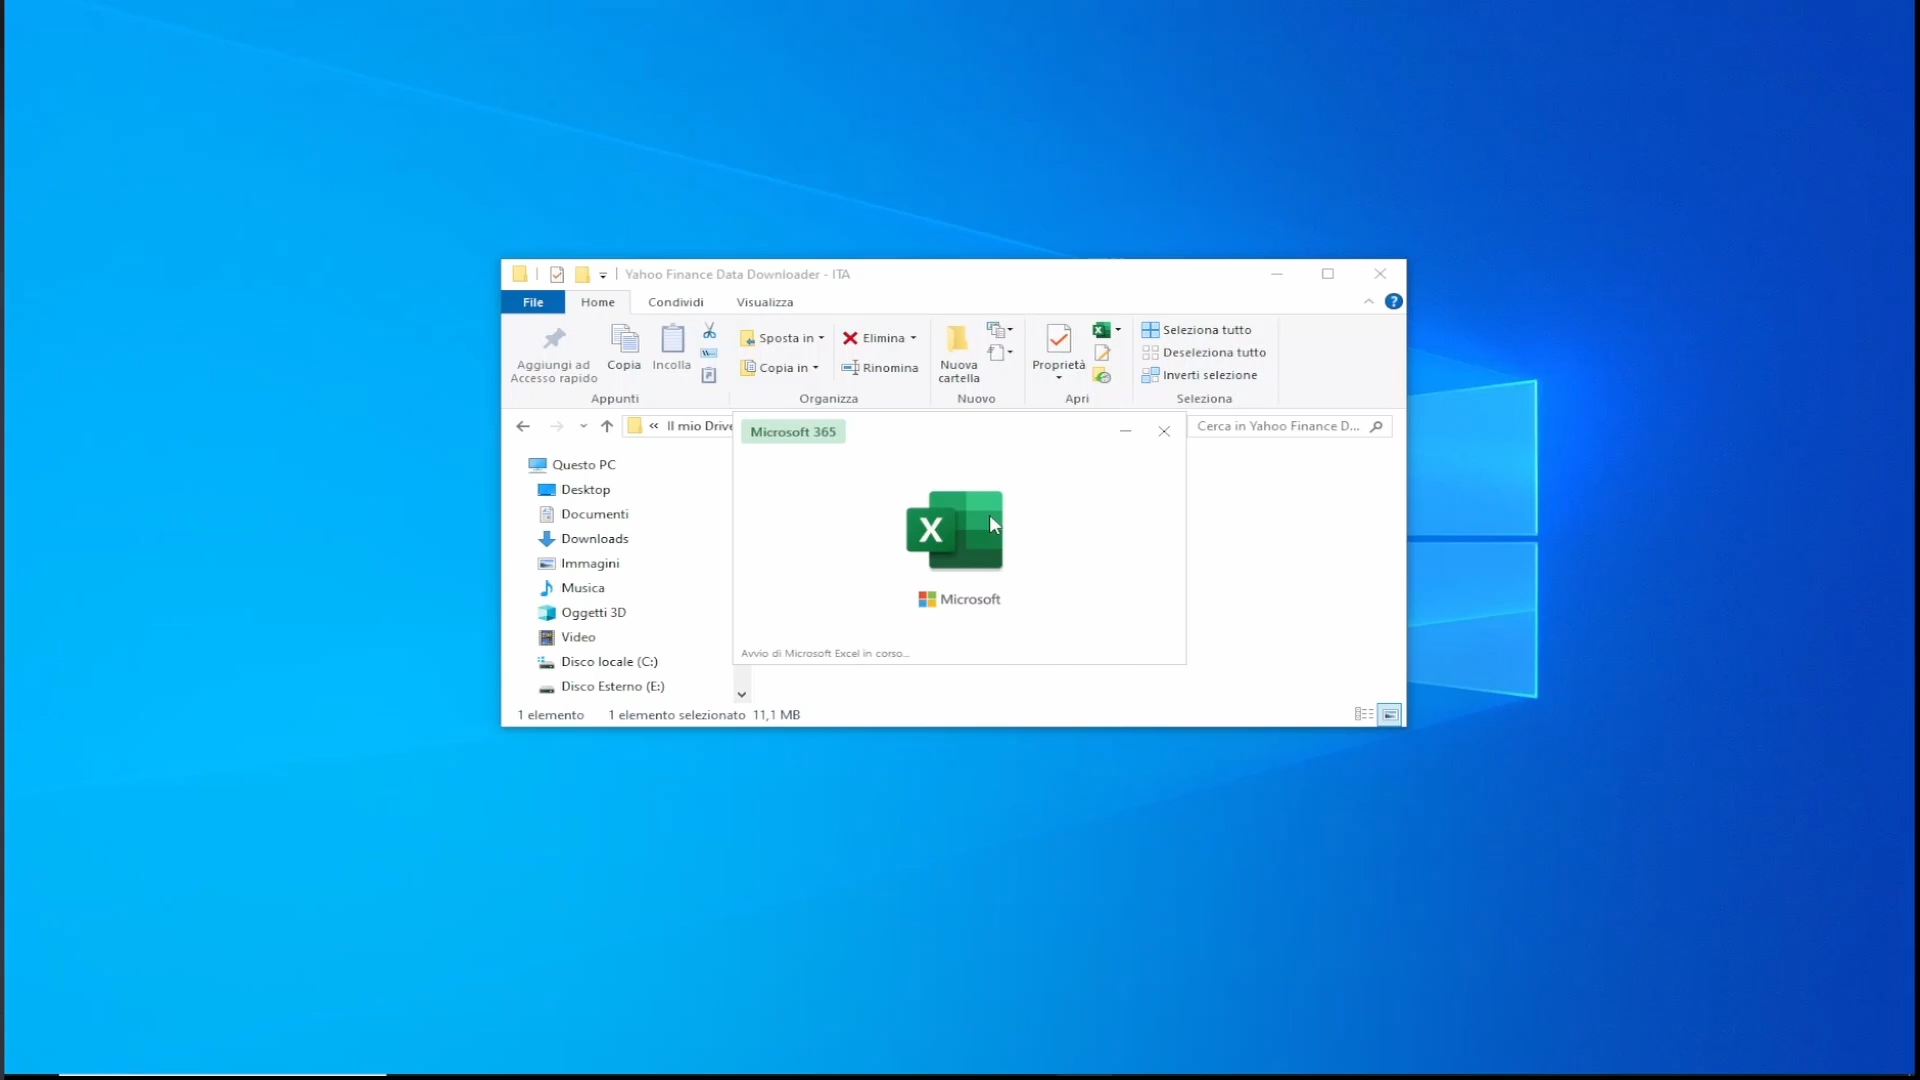 Yahoo Finance Data Downloader - ITA
File Home Condividi Visualizza
Aggiungi ad Accesso rapido
Copia
Incolla
Sposta in
Copia in
Elimina
Rinomina
Nuova cartella
Proprietà
Seleziona tutto
Deseleziona tutto
Inverti selezione
Appunti Organizza Nuovo Apri Seleziona
« Il mio Drive
Cerca in Yahoo Finance D...
Microsoft 365
X
Microsoft
Avvio di Microsoft Excel in corso...
Questo PC
Desktop
Documenti
Downloads
Immagini
Musica
Oggetti 3D
Video
Disco locale (C:)
Disco Esterno (E:)
1 elemento 1 elemento selezionato 11,1 MB